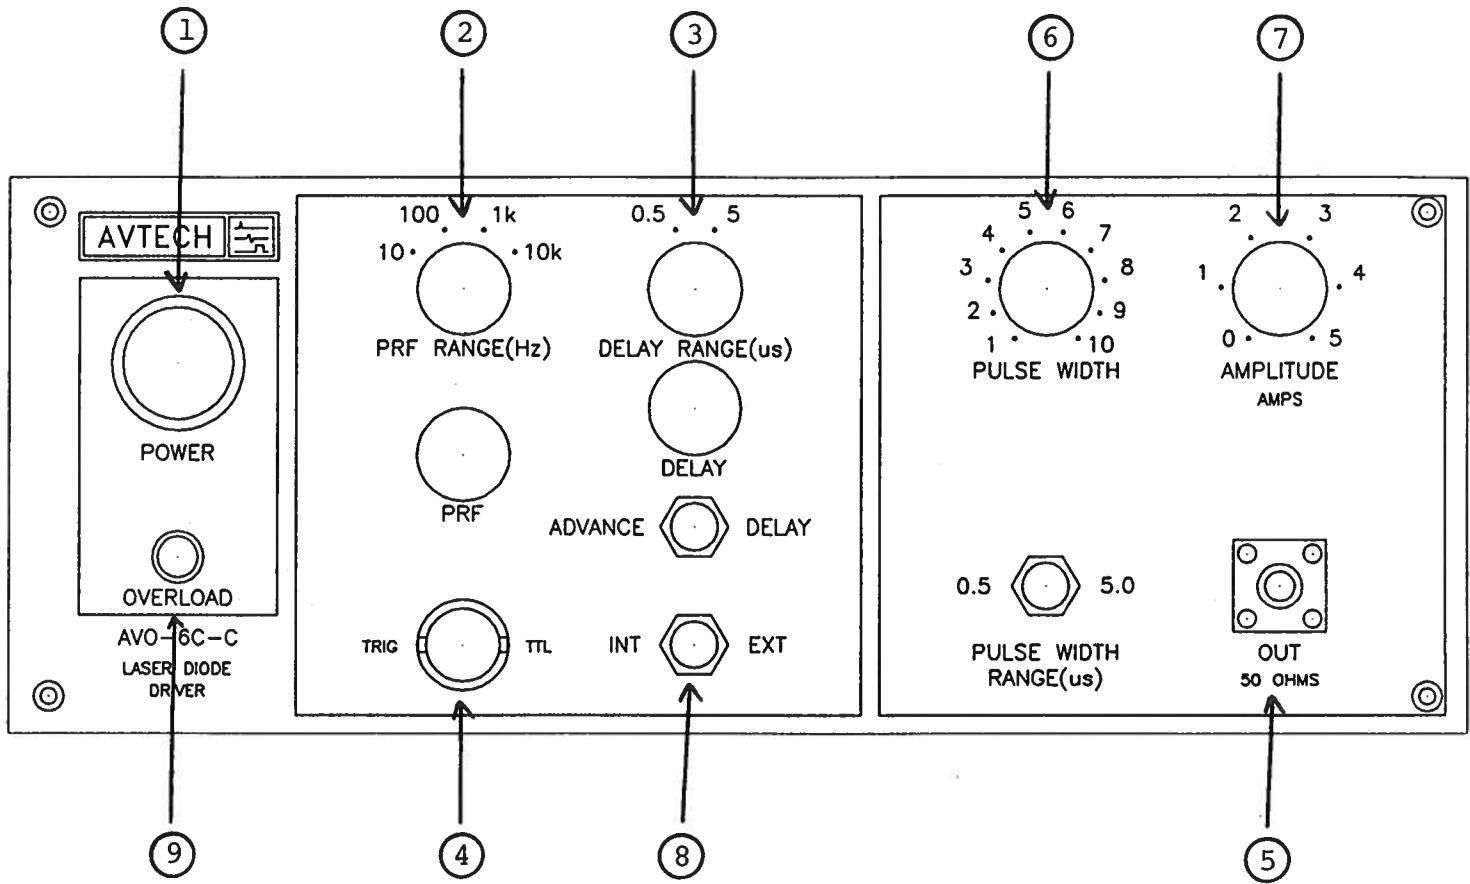 1 2 3 6 7
AVTECH
POWER
OVERLOAD
AVO-6C-C
LASER DIODE
DRIVER
10 100 1k 10k
PRF RANGE(Hz)
PRF
TRIG TTL
0.5 5
DELAY RANGE(us)
DELAY
ADVANCE DELAY
INT EXT
1 2 3 4 5 6 7 8 9 10
PULSE WIDTH
0.5 5.0
PULSE WIDTH
RANGE(us)
0 1 2 3 4 5
AMPLITUDE
AMPS
OUT
50 OHMS
9 4 8 5